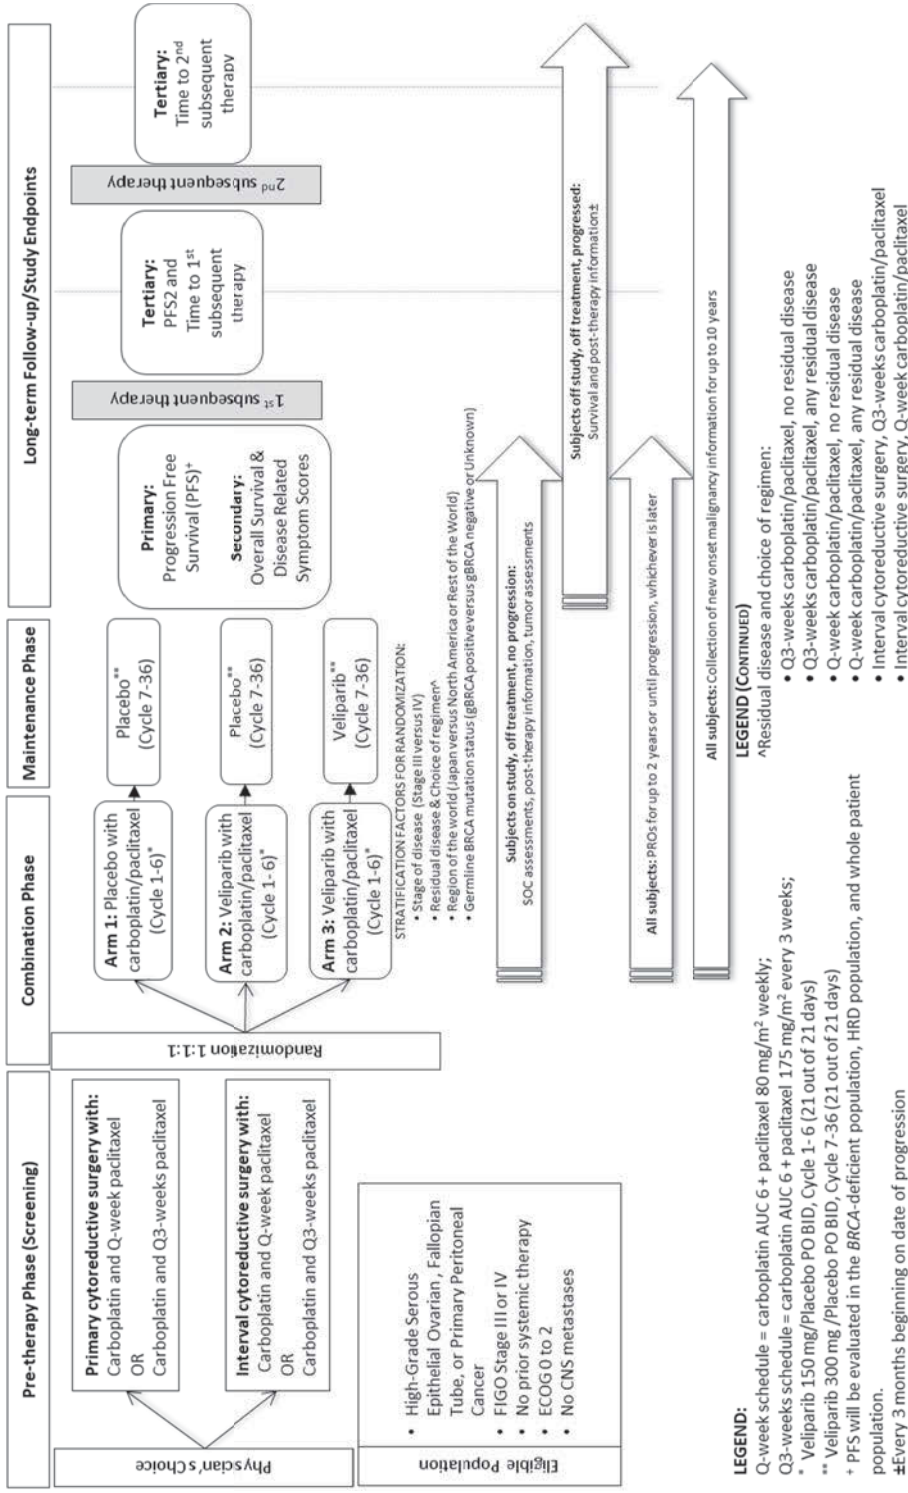 Pre-therapy Phase (Screening)
Combination Phase
Maintenance Phase
Long-term Follow-up/Study Endpoints
Physcian's Choice
Primary cytoreductive surgery with:
Carboplatin and Q-week paclitaxel
OR
Carboplatin and Q3-weeks paclitaxel
Interval cytoreductive surgery with:
Carboplatin and Q-week paclitaxel
OR
Carboplatin and Q3-weeks paclitaxel
Eligible Population
• High-Grade Serous
Epithelial Ovarian , Fallopian
Tube, or Primary Peritoneal
Cancer
• FIGO Stage III or IV
• No prior systemic therapy
• ECOG 0 to 2
• No CNS metastases
Randomization 1:1:1
Arm 1: Placebo with
carboplatin/paclitaxel
(Cycle 1-6)*
Arm 2: Veliparib with
carboplatin/paclitaxel
(Cycle 1- 6)*
Arm 3: Veliparib with
carboplatin/paclitaxel
(Cycle 1-6)*
Placebo**
(Cycle 7-36)
Placebo**
(Cycle 7-36)
Veliparib**
(Cycle 7-36)
Primary:
Progression Free
Survival (PFS)+
Secondary:
Overall Survival &
Disease Related
Symptom Scores
1st subsequent therapy
Tertiary:
PFS2 and
Time to 1st
subsequent
therapy
2nd subsequent therapy
Tertiary:
Time to 2nd
subsequent
therapy
STRATIFICATION FACTORS FOR RANDOMIZATION:
• Stage of disease (Stage III versus IV)
• Residual disease & Choice of regimen^
• Region of the world (Japan versus North America or Rest of the World)
• Germline BRCA mutation status (gBRCA positive versus gBRCA negative or Unknown)
Subjects on study, off treatment, no progression:
SOC assessments, post-therapy information, tumor assessments
Subjects off study, off treatment, progressed:
Survival and post-therapy information±
All subjects: PROs for up to 2 years or until progression, whichever is later
All subjects: Collection of new onset malignancy information for up to 10 years
LEGEND:
Q-week schedule = carboplatin AUC 6 + paclitaxel 80 mg/m² weekly;
Q3-weeks schedule = carboplatin AUC 6 + paclitaxel 175 mg/m² every 3 weeks;
* Veliparib 150 mg/Placebo PO BID, Cycle 1- 6 (21 out of 21 days)
** Veliparib 300 mg /Placebo PO BID, Cycle 7-36 (21 out of 21 days)
+ PFS will be evaluated in the BRCA-deficient population, HRD population, and whole patient
population.
±Every 3 months beginning on date of progression
LEGEND (CONTINUED)
^Residual disease and choice of regimen:
• Q3-weeks carboplatin/paclitaxel, no residual disease
• Q3-weeks carboplatin/paclitaxel, any residual disease
• Q-week carboplatin/paclitaxel, no residual disease
• Q-week carboplatin/paclitaxel, any residual disease
• Interval cytoreductive surgery, Q3-weeks carboplatin/paclitaxel
• Interval cytoreductive surgery, Q-week carboplatin/paclitaxel